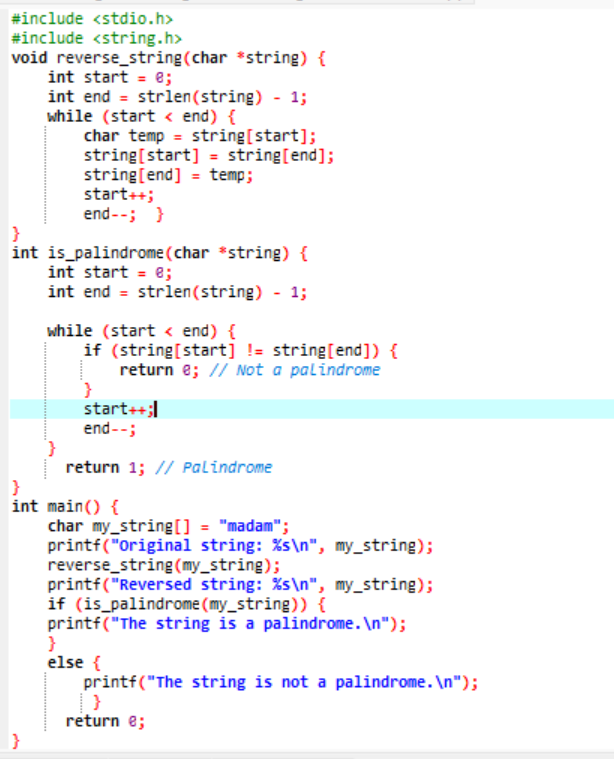 #include <stdio.h>
#include <string.h>
void reverse_string(char *string) {
    int start = 0;
    int end = strlen(string) - 1;
    while (start < end) {
        char temp = string[start];
        string[start] = string[end];
        string[end] = temp;
        start++;
        end--;  }
}
int is_palindrome(char *string) {
    int start = 0;
    int end = strlen(string) - 1;

    while (start < end) {
        if (string[start] != string[end]) {
            return 0; // Not a palindrome
        }
        start++;
        end--;
    }
      return 1; // Palindrome
}
int main() {
    char my_string[] = "madam";
    printf("Original string: %s\n", my_string);
    reverse_string(my_string);
    printf("Reversed string: %s\n", my_string);
    if (is_palindrome(my_string)) {
    printf("The string is a palindrome.\n");
    }
    else {
        printf("The string is not a palindrome.\n");
         }
      return 0;
}